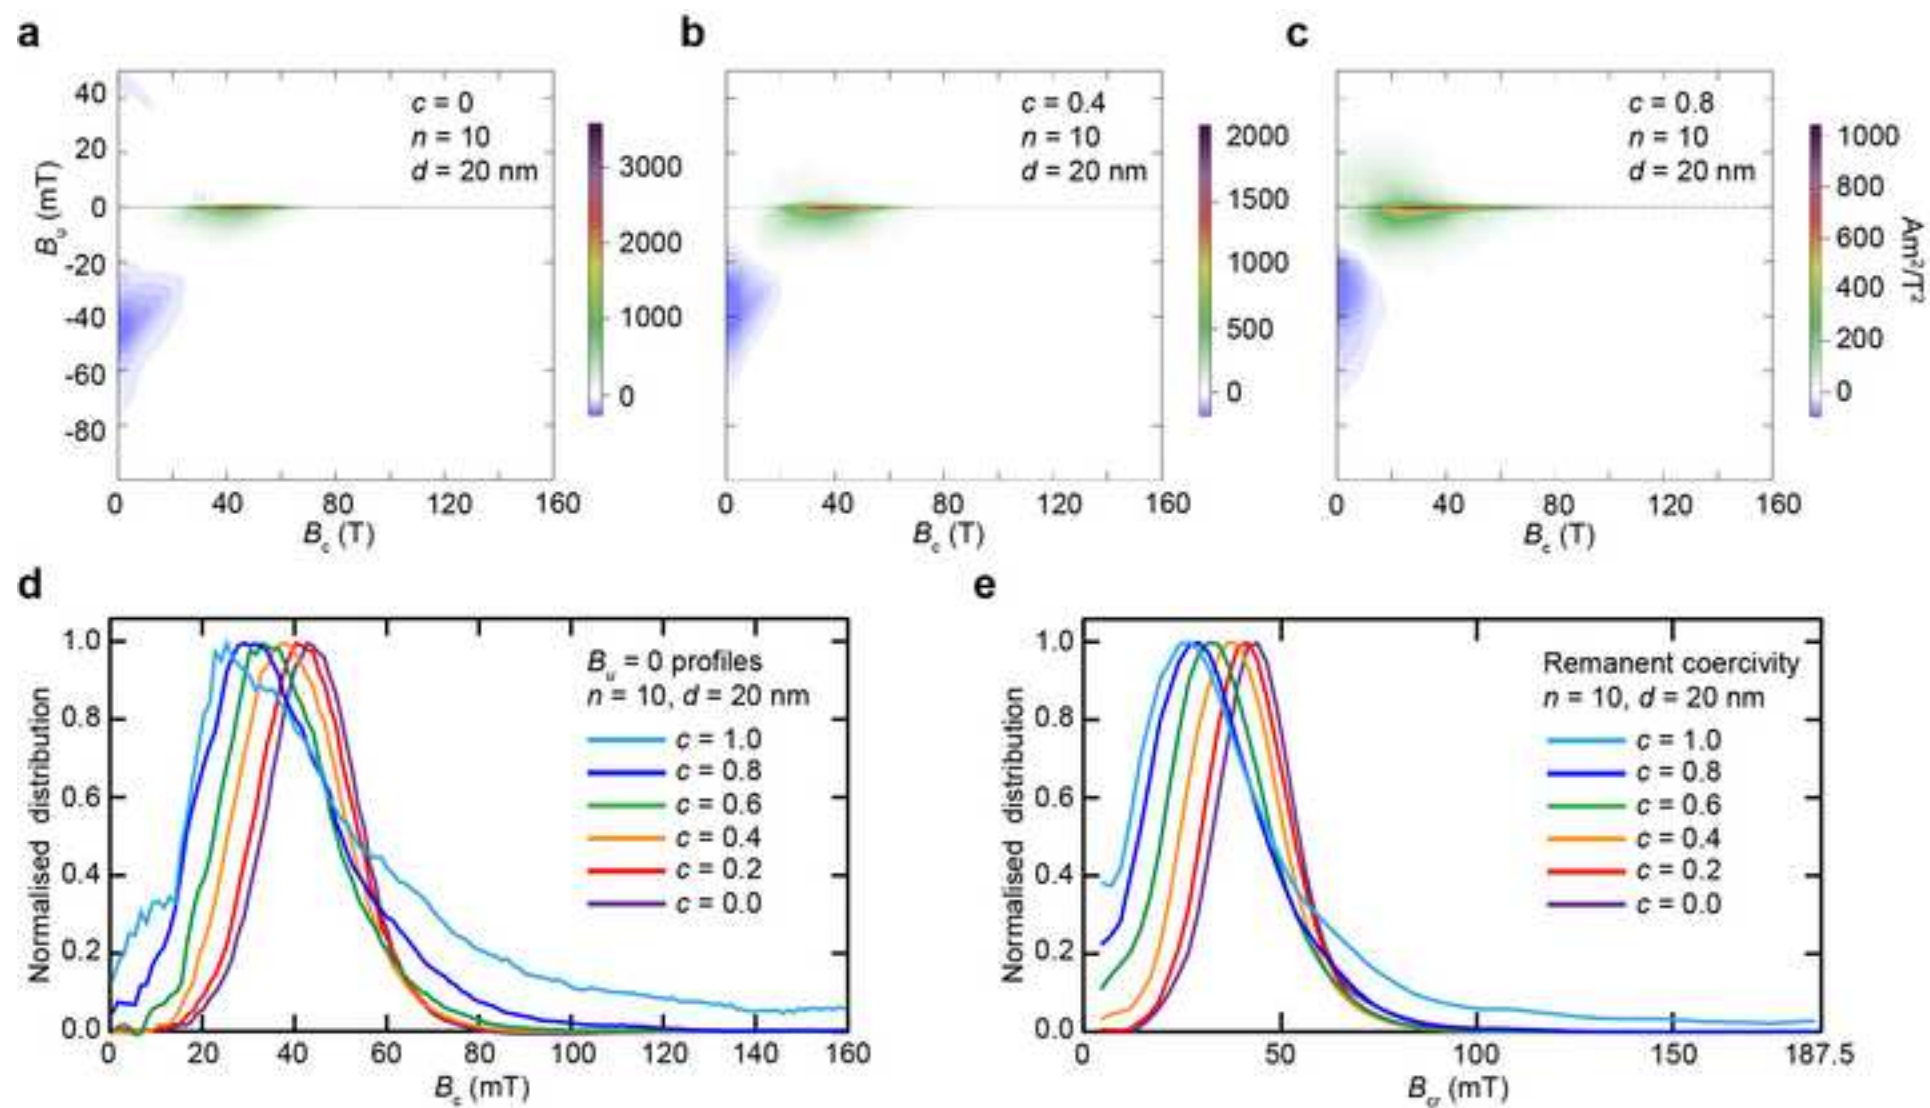 a
b
c
40
20
0
-20
-40
-60
-80
Bu (mT)
c = 0
n = 10
d = 20 nm
3000
2000
1000
0
0 40 80 120 160
Bc (T)
c = 0.4
n = 10
d = 20 nm
2000
1500
1000
500
0
0 40 80 120 160
Bc (T)
c = 0.8
n = 10
d = 20 nm
1000
800
600
400
200
0
Am²/T²
0 40 80 120 160
Bc (T)
d
1.0
0.8
0.6
0.4
0.2
0.0
Normalised distribution
Bu = 0 profiles
n = 10, d = 20 nm
c = 1.0
c = 0.8
c = 0.6
c = 0.4
c = 0.2
c = 0.0
0 20 40 60 80 100 120 140 160
Bc (mT)
e
1.0
0.8
0.6
0.4
0.2
0.0
Normalised distribution
Remanent coercivity
n = 10, d = 20 nm
c = 1.0
c = 0.8
c = 0.6
c = 0.4
c = 0.2
c = 0.0
0 50 100 150 187.5
Bcr (mT)